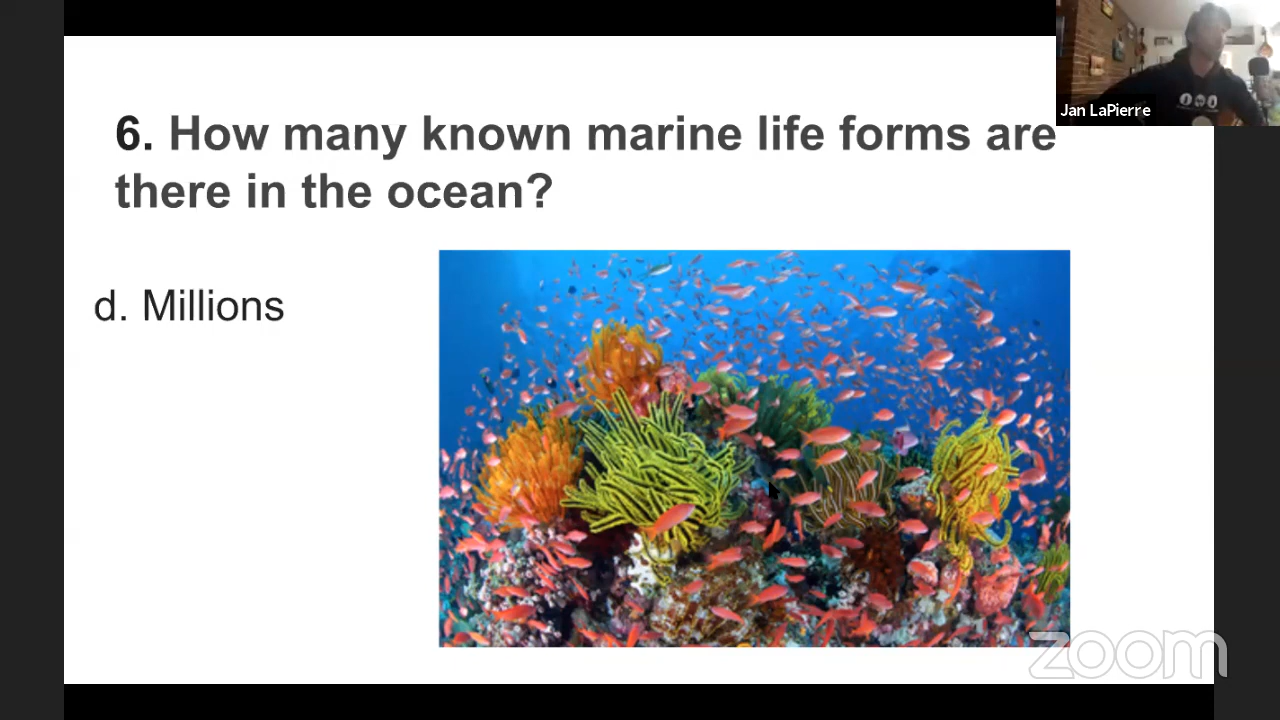 6. How many known marine life forms are
there in the ocean?
d. Millions
Jan LaPierre
zoom